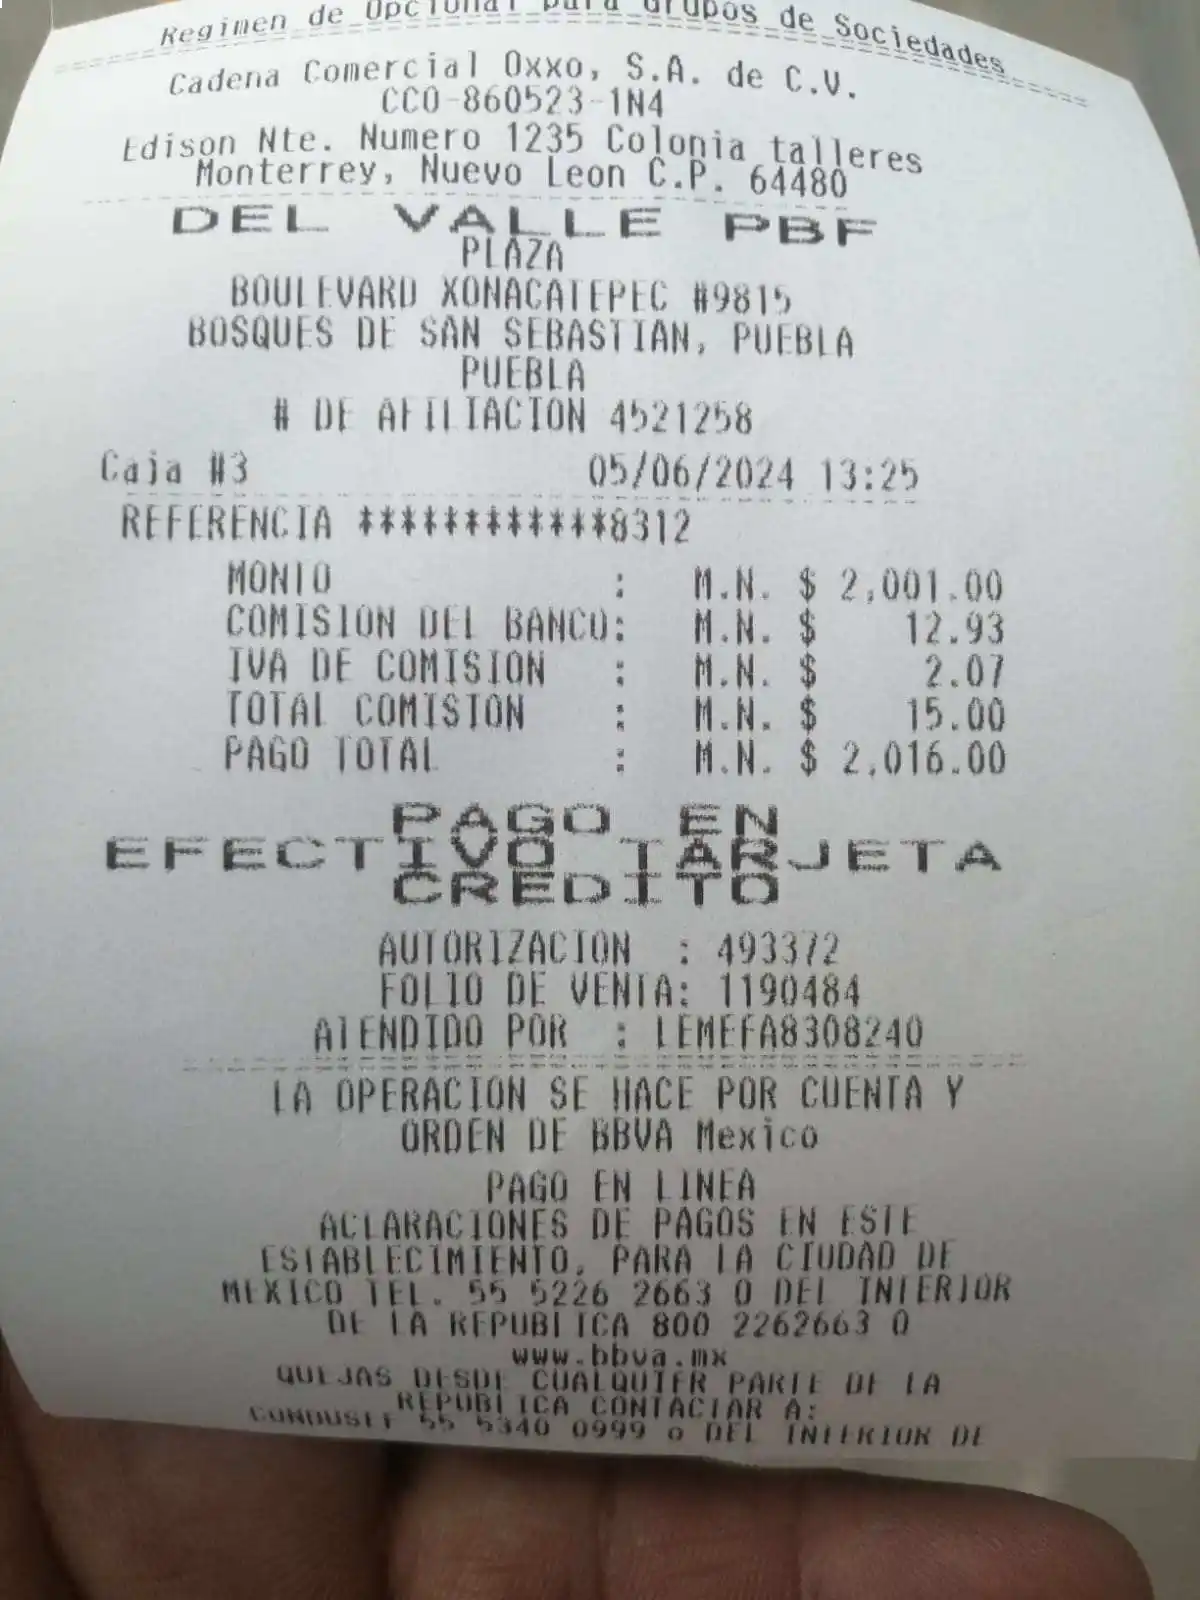 Regimen de Opcional para Grupos de Sociedades
Cadena Comercial Oxxo, S.A. de C.V.
CCO-860523-1N4
Edison Nte. Numero 1235 Colonia talleres
Monterrey, Nuevo Leon C.P. 64480
DEL VALLE PBF
PLAZA
BOULEVARD XONACATEPEC #9815
BOSQUES DE SAN SEBASTIAN, PUEBLA
PUEBLA
# DE AFILIACION 4521258
Caja #3 05/06/2024 13:25
REFERENCIA ************8312
MONTO : M.N. $ 2,001.00
COMISION DEL BANCO: M.N. $ 12.93
IVA DE COMISION : M.N. $ 2.07
TOTAL COMISION : M.N. $ 15.00
PAGO TOTAL : M.N. $ 2,016.00
PAGO EN
EFECTIVO TARJETA
CREDITO
AUTORIZACION : 493372
FOLIO DE VENTA: 1190484
ATENDIDO POR : LEMEFA8308240
LA OPERACION SE HACE POR CUENTA Y
ORDEN DE BBVA Mexico
PAGO EN LINEA
ACLARACIONES DE PAGOS EN ESTE
ESTABLECIMIENTO, PARA LA CIUDAD DE
MEXICO TEL. 55 5226 2663 O DEL INTERIOR
DE LA REPUBLICA 800 2262663 O
www.bbva.mx
QUEJAS DESDE CUALQUIER PARTE DE LA
REPUBLICA CONTACTAR A:
CONDUSEF 55 5340 0999 o DEL INTERIOR DE